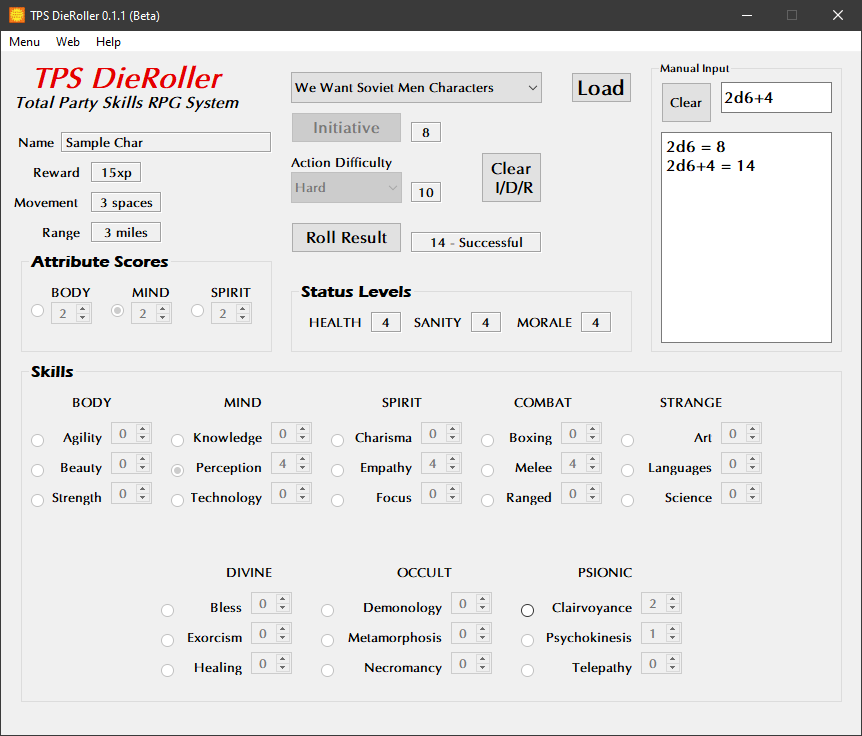 TPS DieRoller 0.1.1 (Beta)
Menu Web Help
TPS DieRoller
Total Party Skills RPG System
We Want Soviet Men Characters
Load
Manual Input
Clear
2d6+4
2d6 = 8
2d6+4 = 14
Name Sample Char
Reward 15xp
Movement 3 spaces
Range 3 miles
Initiative 8
Action Difficulty
Hard 10
Clear
I/D/R
Roll Result 14 - Successful
Attribute Scores
BODY MIND SPIRIT
2 2 2
Status Levels
HEALTH 4 SANITY 4 MORALE 4
Skills
BODY MIND SPIRIT COMBAT STRANGE
Agility 0 Knowledge 0 Charisma 0 Boxing 0 Art 0
Beauty 0 Perception 4 Empathy 4 Melee 4 Languages 0
Strength 0 Technology 0 Focus 0 Ranged 0 Science 0
DIVINE OCCULT PSIONIC
Bless 0 Demonology 0 Clairvoyance 2
Exorcism 0 Metamorphosis 0 Psychokinesis 1
Healing 0 Necromancy 0 Telepathy 0